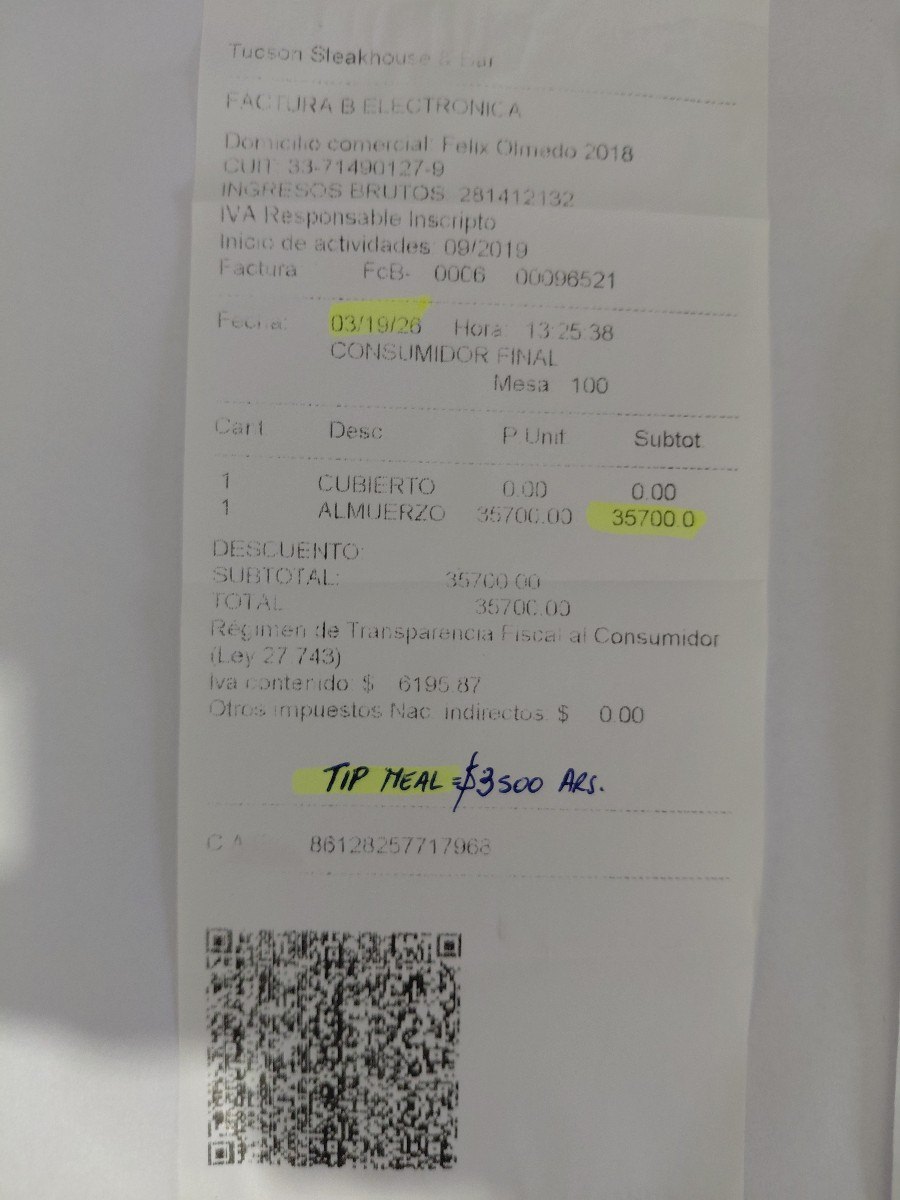 Tucson Steakhouse & Bar
FACTURA B ELECTRONICA
Domicilio comercial: Felix Olmedo 2018
CUIT: 33-71490127-9
INGRESOS BRUTOS: 281412132
IVA Responsable Inscripto
Inicio de actividades: 09/2019
Factura FcB- 0006 00096521
Fecha: 03/19/26 Hora: 13:25:38
CONSUMIDOR FINAL
Mesa 100
Cant Desc P.Unit. Subtot.
1 CUBIERTO 0.00 0.00
1 ALMUERZO 35700.00 35700.0
DESCUENTO:
SUBTOTAL: 35700.00
TOTAL 35700.00
Régimen de Transparencia Fiscal al Consumidor
(Ley 27.743)
Iva contenido: $ 6195.87
Otros impuestos Nac. indirectos: $ 0.00
TIP MEAL = $3500 ARS.
86128257717968